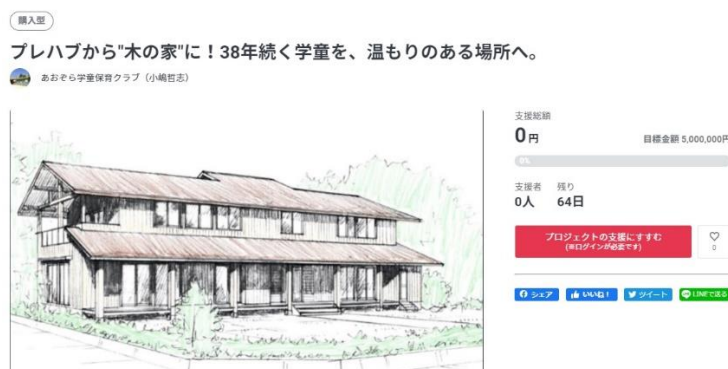 購入型
プレハブから"木の家"に！38年続く学童を、温もりのある場所へ。
あおぞら学童保育クラブ（小嶋哲志）
支援総額
0円
目標金額 5,000,000円
0%
支援者 残り
0人 64日
プロジェクトの支援にすすむ
(※ログインが必要です)
0
シェア いいね！ ツイート LINEで送る